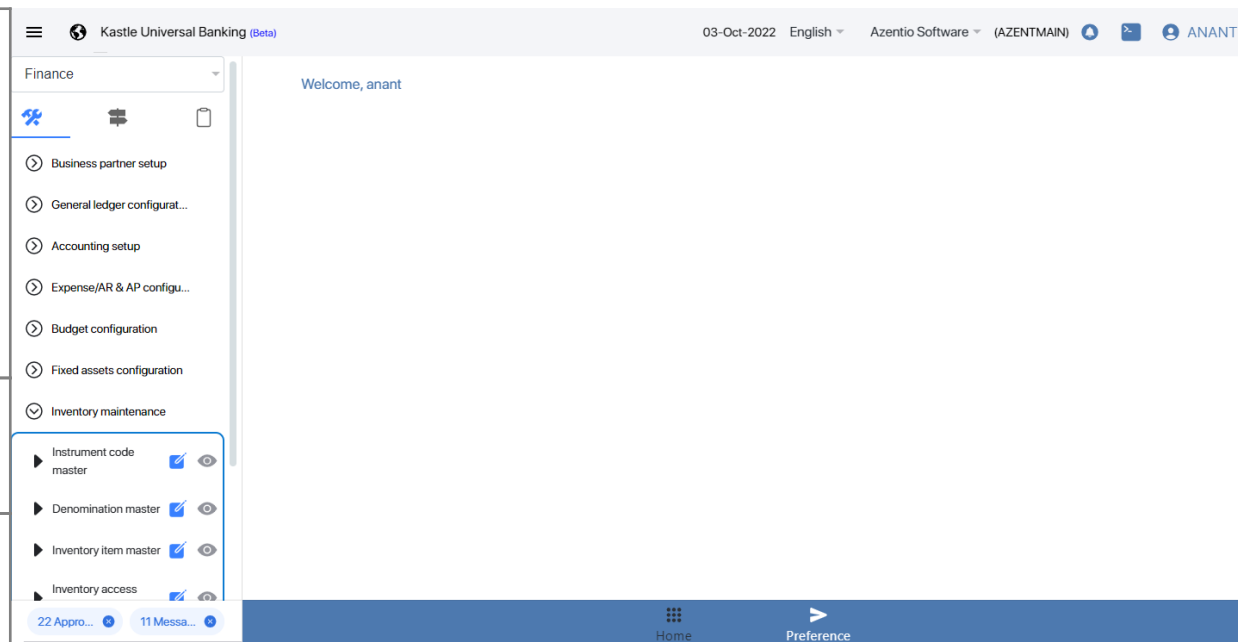 Kastle Universal Banking (Beta)
03-Oct-2022 English Azentio Software (AZENTMAIN) ANANT
Finance
Welcome, anant
Business partner setup
General ledger configurat...
Accounting setup
Expense/AR & AP configu...
Budget configuration
Fixed assets configuration
Inventory maintenance
Instrument code
master
Denomination master
Inventory item master
Inventory access
22 Appro... 11 Messa...
Home Preference